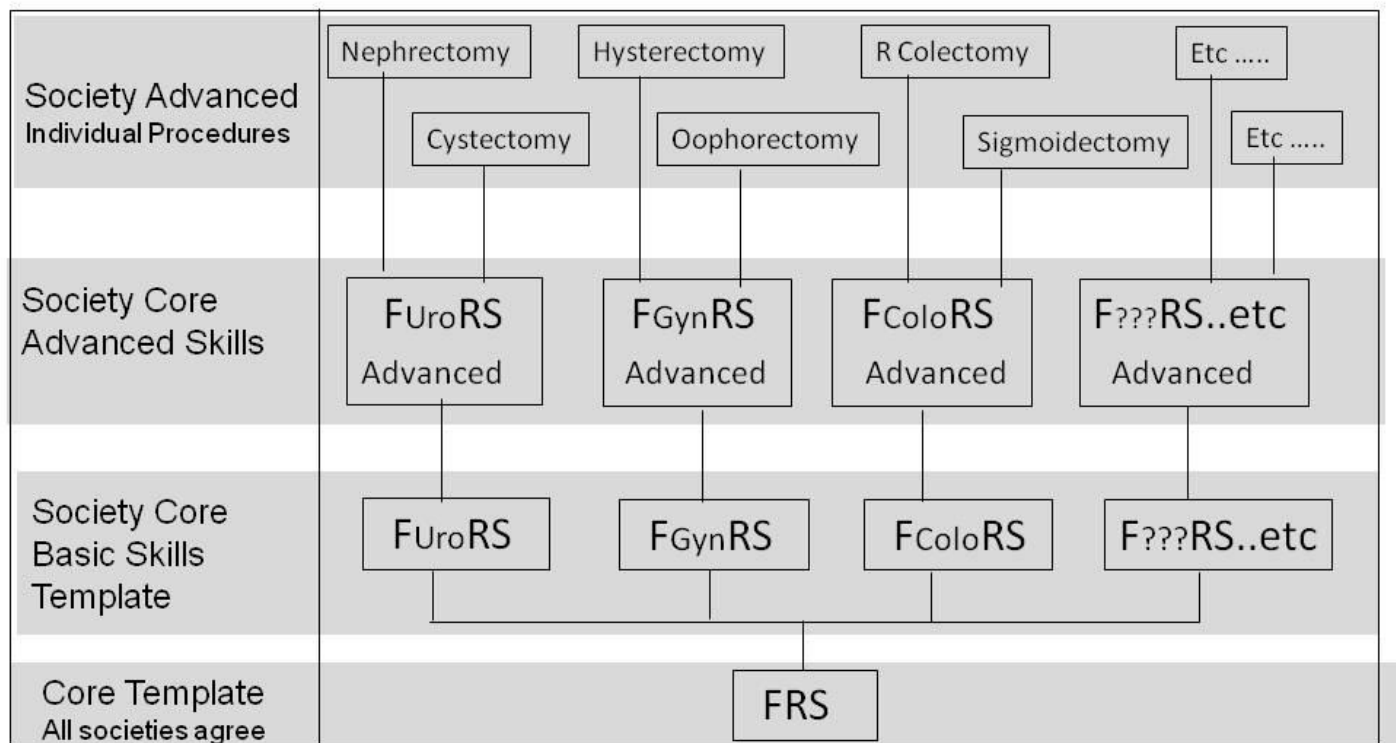 Society Advanced
Individual Procedures
Nephrectomy
Hysterectomy
R Colectomy
Etc .....
Cystectomy
Oophorectomy
Sigmoidectomy
Etc .....
Society Core
Advanced Skills
FUroRS
Advanced
FGynRS
Advanced
FColoRS
Advanced
F???RS..etc
Advanced
Society Core
Basic Skills
Template
FUroRS
FGynRS
FColoRS
F???RS..etc
Core Template
All societies agree
FRS